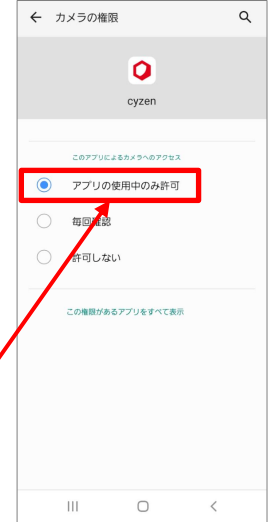 カメラの権限
cyzen
このアプリによるカメラへのアクセス
アプリの使用中のみ許可
毎回確認
許可しない
この権限があるアプリをすべて表示